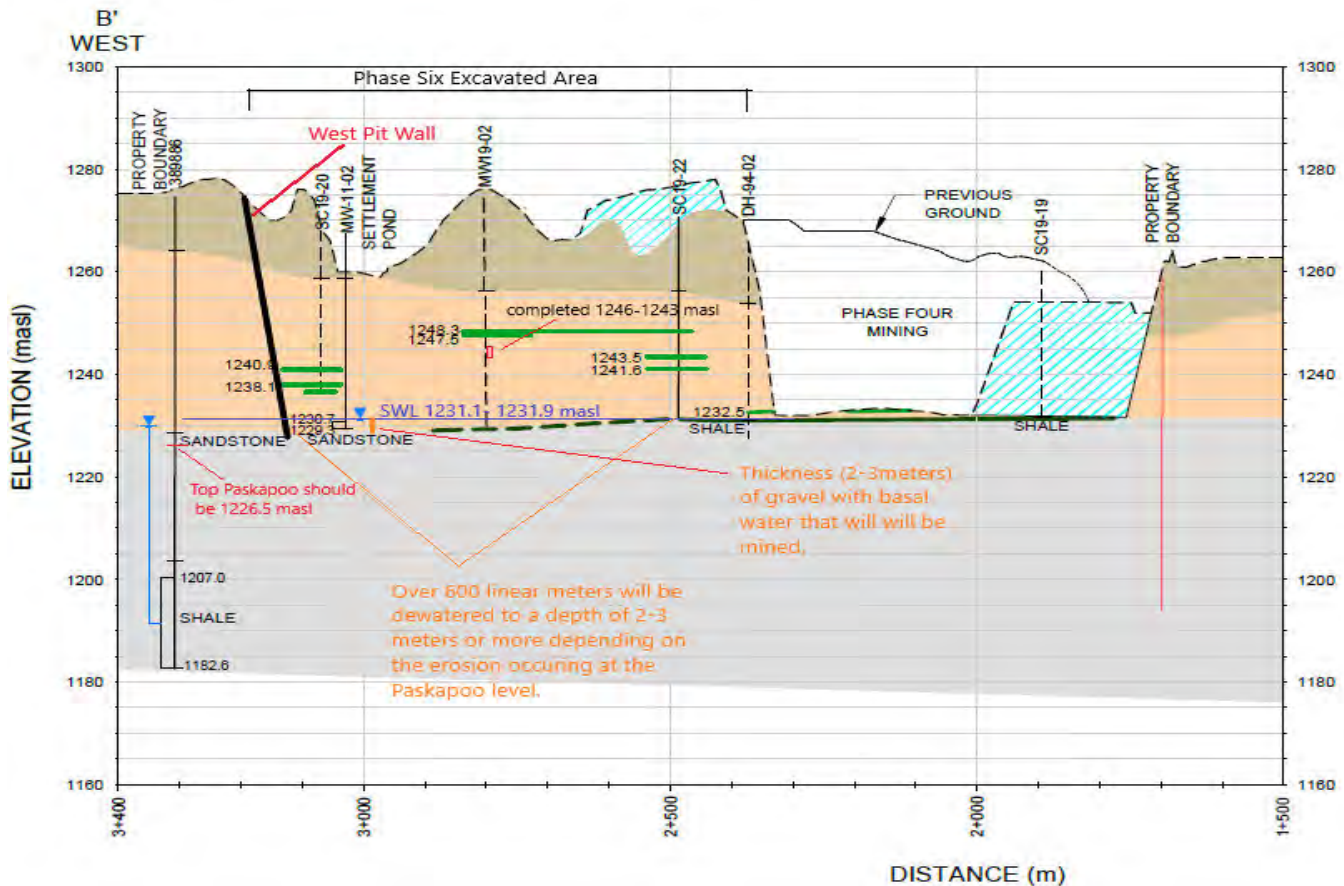 B'
WEST
1300
1280
1260
1240
1220
1200
1180
1160
ELEVATION (masl)
Phase Six Excavated Area
West Pit Wall
PROPERTY
BOUNDARY
389886
SC19-20
MW-11-02
SETTLEMENT
POND
MW19-02
SC19-22
DH-94-02
PREVIOUS
GROUND
SC19-19
PROPERTY
BOUNDARY
PHASE FOUR
MINING
completed 1246-1243 masl
1248.3
1247.5
1243.5
1241.6
1240.9
1238.1
1232.5
SWL 1231.1 - 1231.9 masl
SANDSTONE
SANDSTONE
SHALE
SHALE
Top Paskapoo should
be 1226.5 masl
Thickness (2-3meters)
of gravel with basal
water that will will be
mined.
Over 600 linear meters will be
dewatered to a depth of 2-3
meters or more depending on
the erosion occuring at the
Paskapoo level.
1207.0
SHALE
1182.6
1300
1280
1260
1240
1220
1200
1180
1160
3+400
3+000
2+500
2+000
1+500
DISTANCE (m)